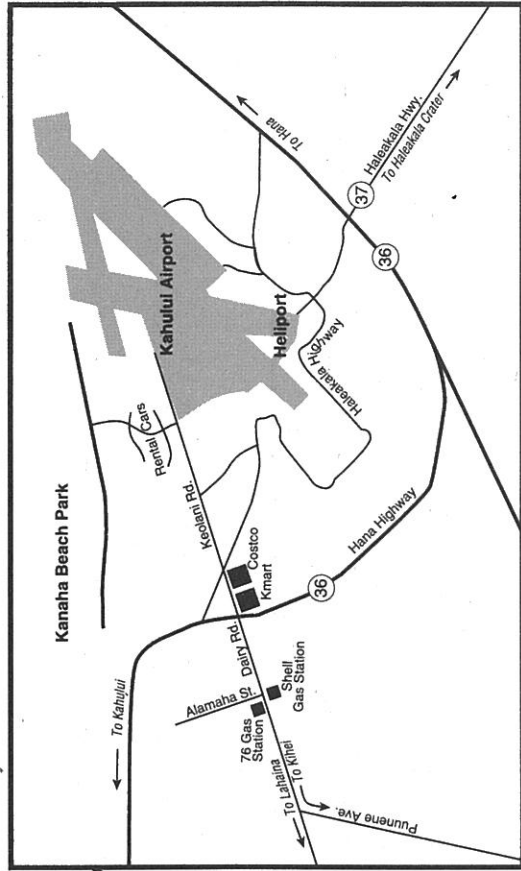 Kanaha Beach Park
To Kahului
Kahului Airport
Heliport
Rental Cars
Keolani Rd.
Costco
Kmart
Dairy Rd.
Alamaha St.
76 Gas
Station
Shell
Gas Station
To Lahaina
To Kihei
Puunene Ave.
36
Hana Highway
Haleakala
Highway
36
37
To Hana
Haleakala Hwy.
To Haleakala Crater